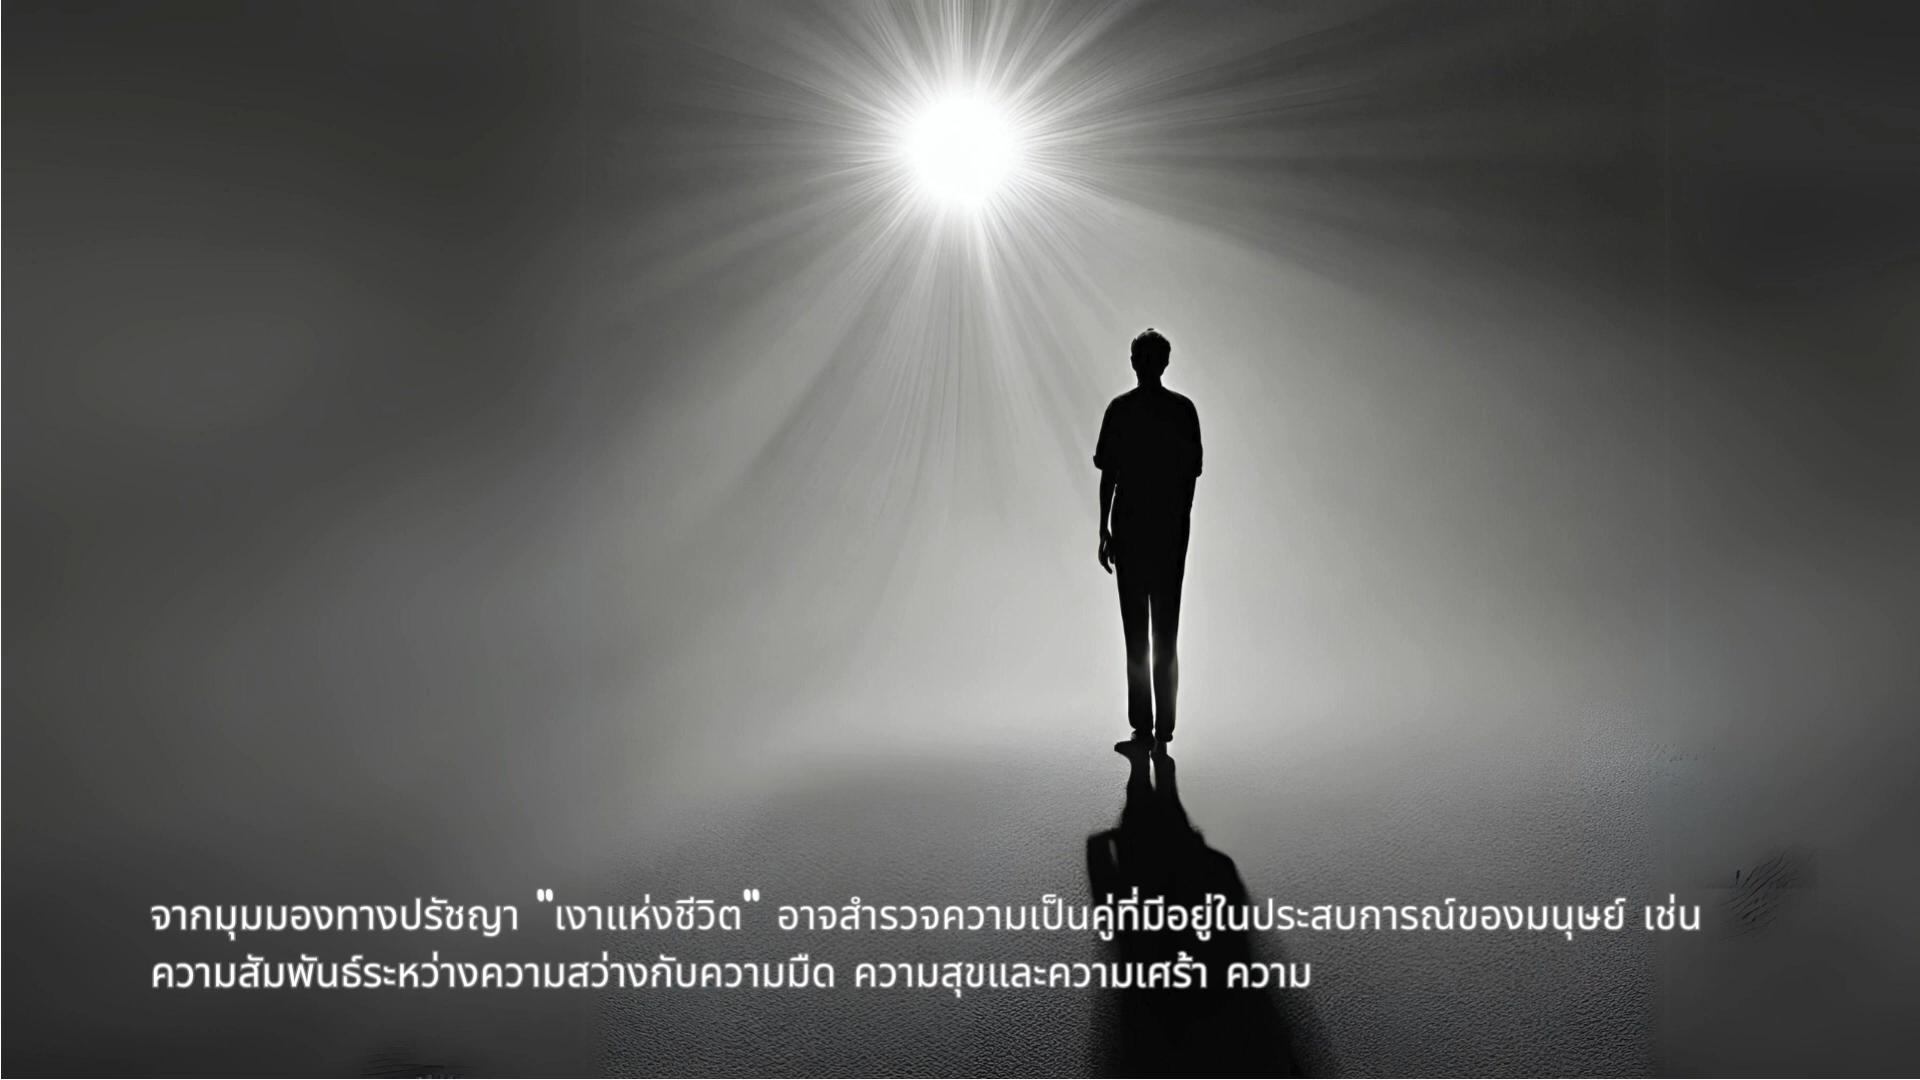 จากมุมมองทางปรัชญา "เงาแห่งชีวิต" อาจสำรวจความเป็นคู่ที่มีอยู่ในประสบการณ์ของมนุษย์ เช่น
ความสัมพันธ์ระหว่างความสว่างกับความมืด ความสุขและความเศร้า ความ